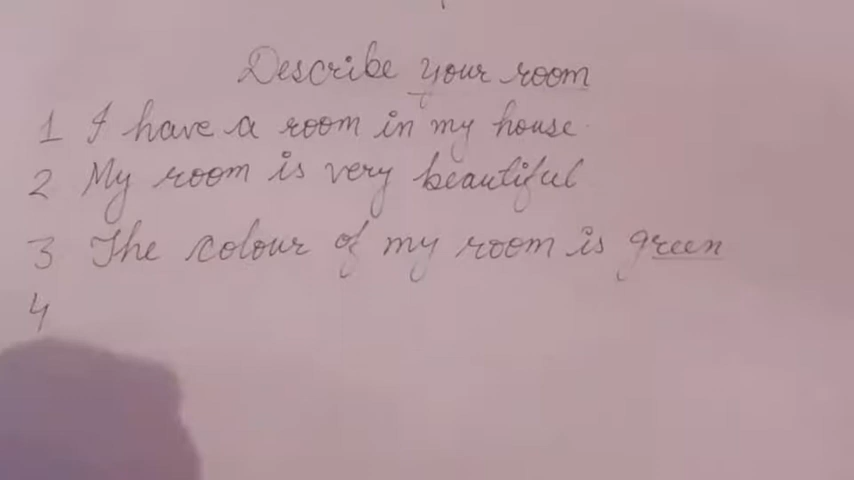 Describe your room
1 I have a room in my house.
2 My room is very beautiful
3 The colour of my room is green
4